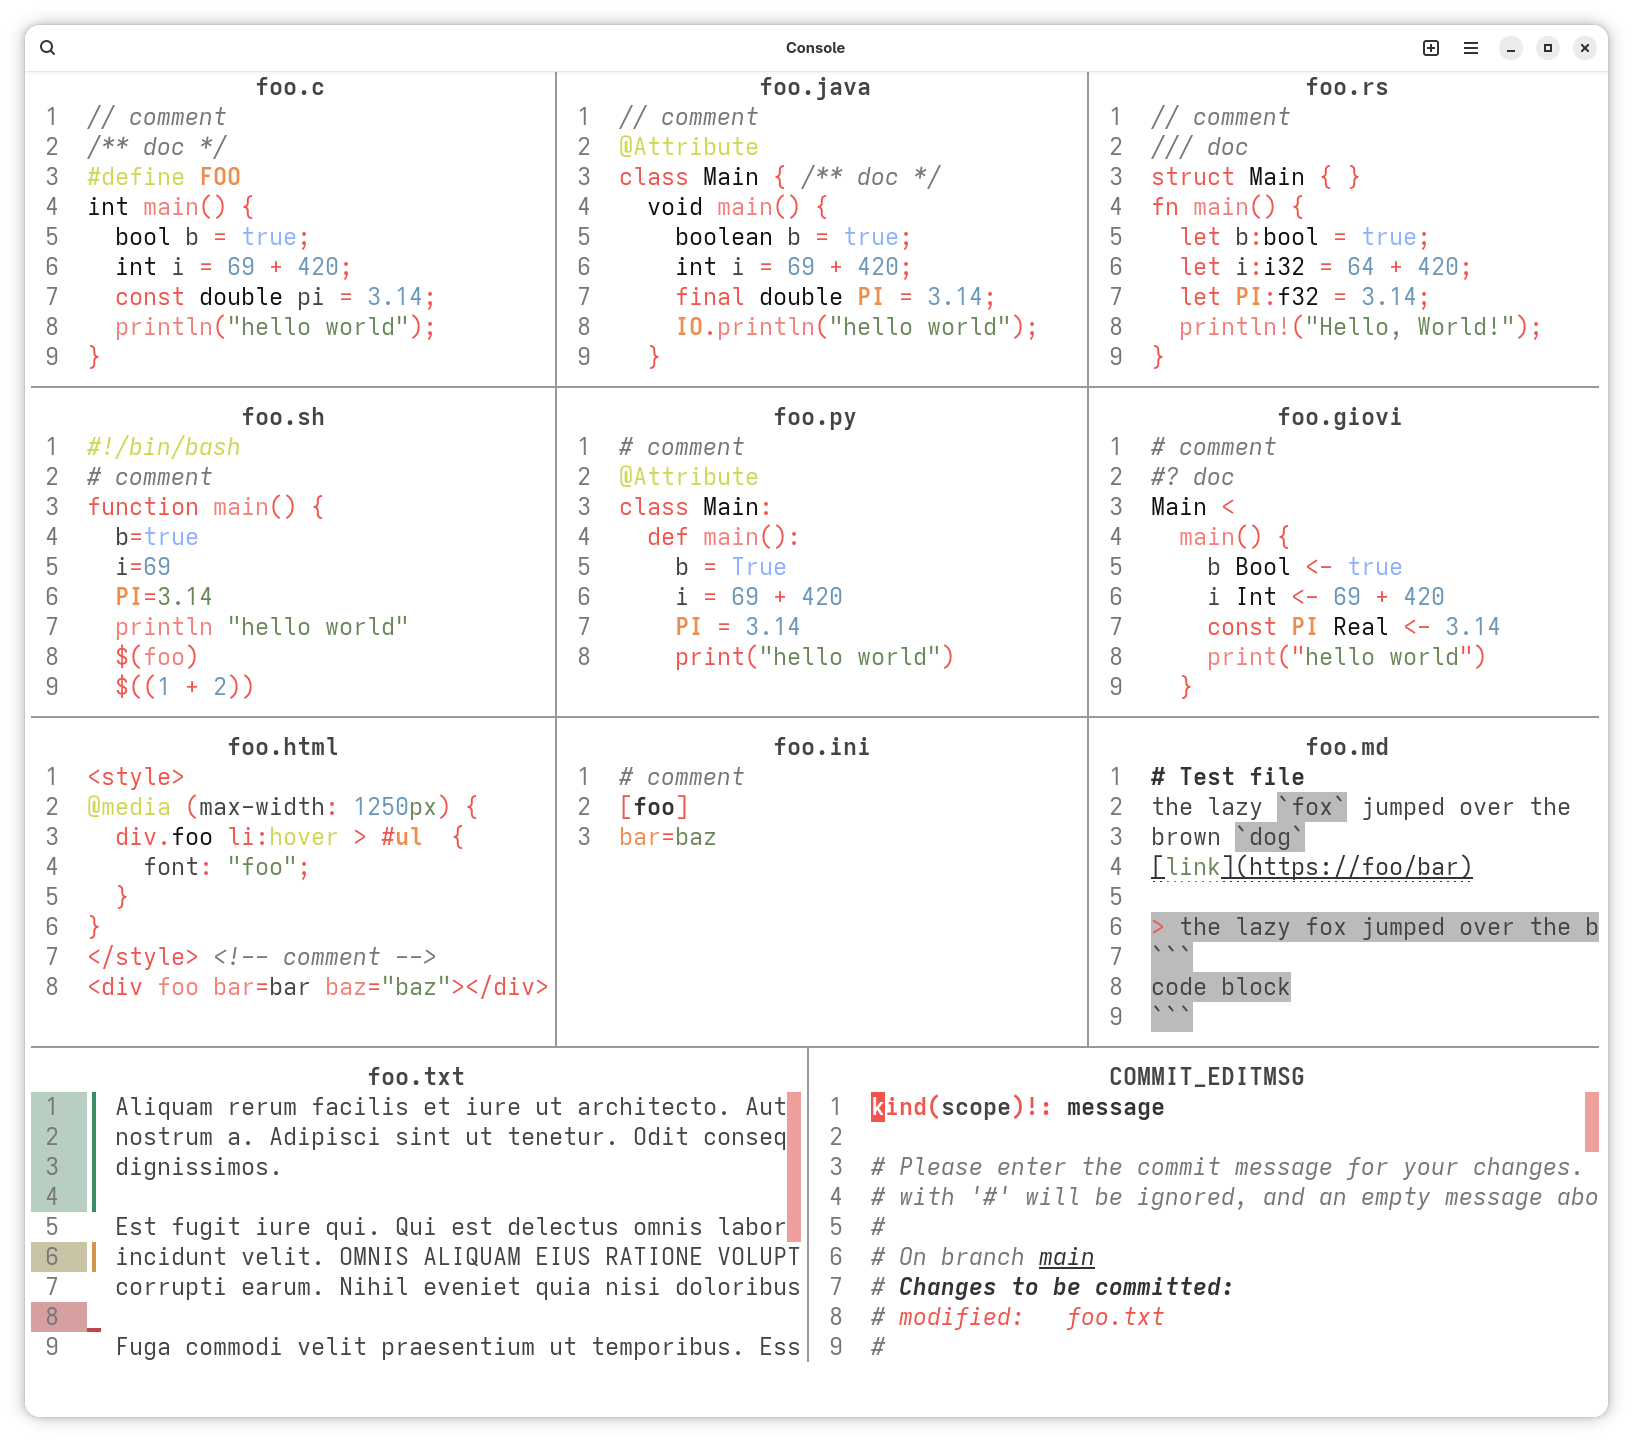 Console
foo.c
1 // comment
2 /** doc */
3 #define FOO
4 int main() {
5   bool b = true;
6   int i = 69 + 420;
7   const double pi = 3.14;
8   println("hello world");
9 }
foo.java
1 // comment
2 @Attribute
3 class Main { /** doc */
4   void main() {
5     boolean b = true;
6     int i = 69 + 420;
7     final double PI = 3.14;
8     IO.println("hello world");
9   }
foo.rs
1 // comment
2 /// doc
3 struct Main { }
4 fn main() {
5   let b:bool = true;
6   let i:i32 = 64 + 420;
7   let PI:f32 = 3.14;
8   println!("Hello, World!");
9 }
foo.sh
1 #!/bin/bash
2 # comment
3 function main() {
4   b=true
5   i=69
6   PI=3.14
7   println "hello world"
8   $(foo)
9   $((1 + 2))
foo.py
1 # comment
2 @Attribute
3 class Main:
4   def main():
5     b = True
6     i = 69 + 420
7     PI = 3.14
8     print("hello world")
foo.giovi
1 # comment
2 #? doc
3 Main <
4   main() {
5     b Bool <- true
6     i Int <- 69 + 420
7     const PI Real <- 3.14
8     print("hello world")
9   }
foo.html
1 <style>
2 @media (max-width: 1250px) {
3   div.foo li:hover > #ul  {
4     font: "foo";
5   }
6 }
7 </style> <!-- comment -->
8 <div foo bar=bar baz="baz"></div>
foo.ini
1 # comment
2 [foo]
3 bar=baz
foo.md
1 # Test file
2 the lazy `fox` jumped over the
3 brown `dog`
4 [link](https://foo/bar)
5
6 > the lazy fox jumped over the b
7 ```
8 code block
9 ```
foo.txt
1 Aliquam rerum facilis et iure ut architecto. Aut
2 nostrum a. Adipisci sint ut tenetur. Odit conseq
3 dignissimos.
4
5 Est fugit iure qui. Qui est delectus omnis labor
6 incidunt velit. OMNIS ALIQUAM EIUS RATIONE VOLUPT
7 corrupti earum. Nihil eveniet quia nisi doloribus
8 _
9 Fuga commodi velit praesentium ut temporibus. Ess
COMMIT_EDITMSG
1 kind(scope)!: message
2
3 # Please enter the commit message for your changes.
4 # with '#' will be ignored, and an empty message abo
5 #
6 # On branch main
7 # Changes to be committed:
8 # modified:   foo.txt
9 #